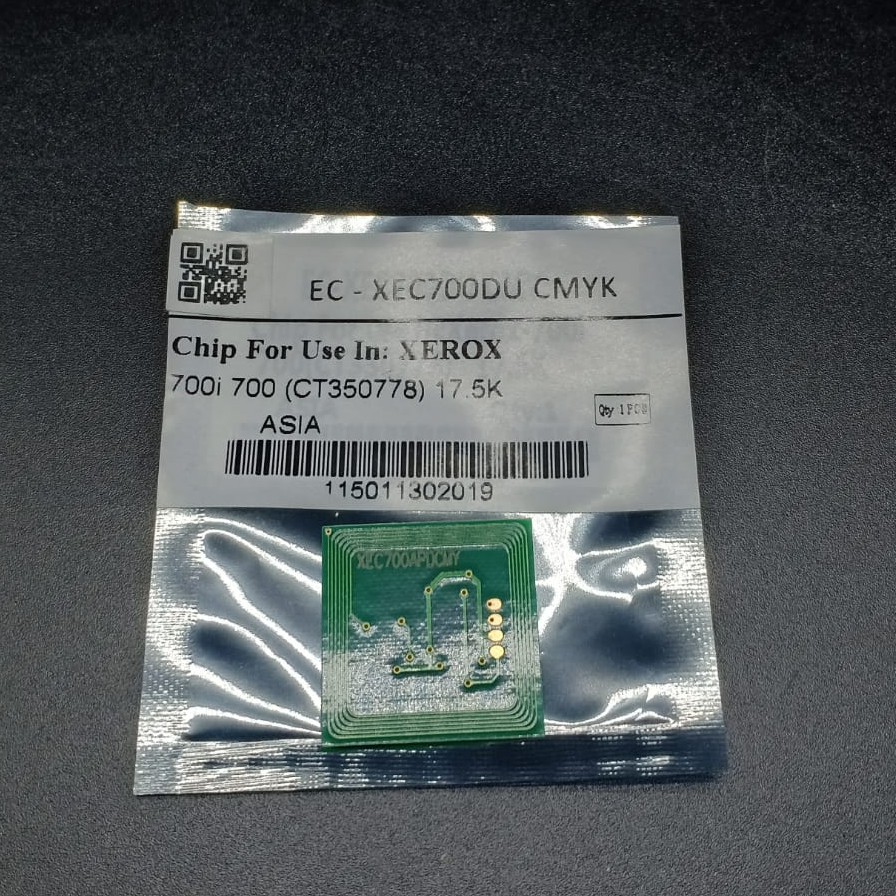 EC - XEC700DU CMYK
Chip For Use In: XEROX
700i 700 (CT350778) 17.5K
Qty 1PCS
ASIA
115011302019
XEC700APDCMY